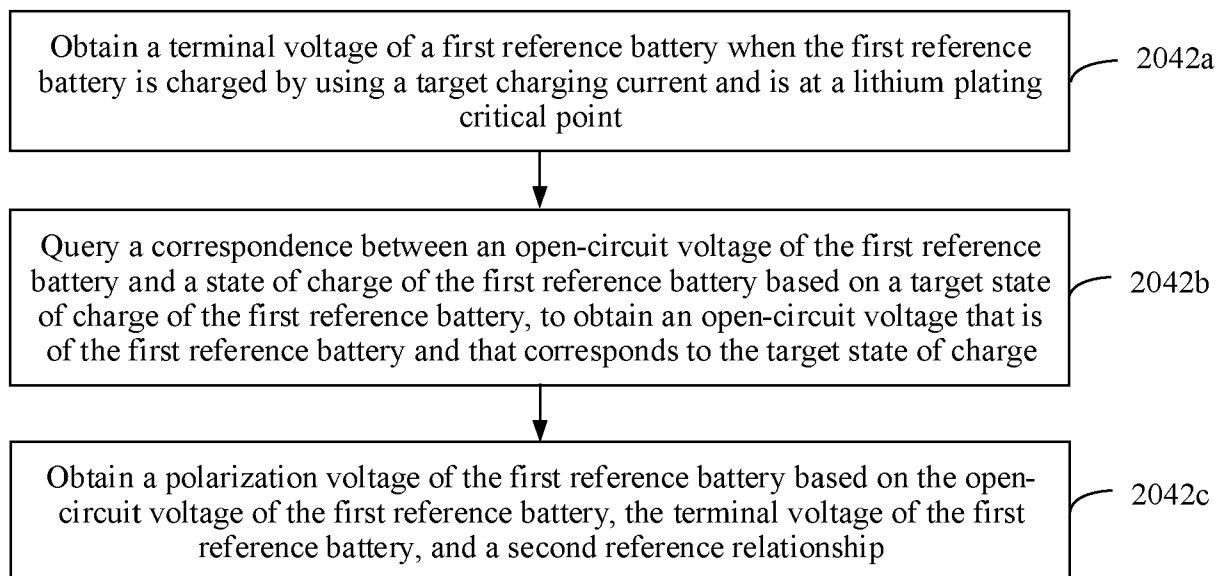 Obtain a terminal voltage of a first reference battery when the first reference
battery is charged by using a target charging current and is at a lithium plating
critical point
2042a
Query a correspondence between an open-circuit voltage of the first reference
battery and a state of charge of the first reference battery based on a target state
of charge of the first reference battery, to obtain an open-circuit voltage that is
of the first reference battery and that corresponds to the target state of charge
2042b
Obtain a polarization voltage of the first reference battery based on the open-
circuit voltage of the first reference battery, the terminal voltage of the first
reference battery, and a second reference relationship
2042c